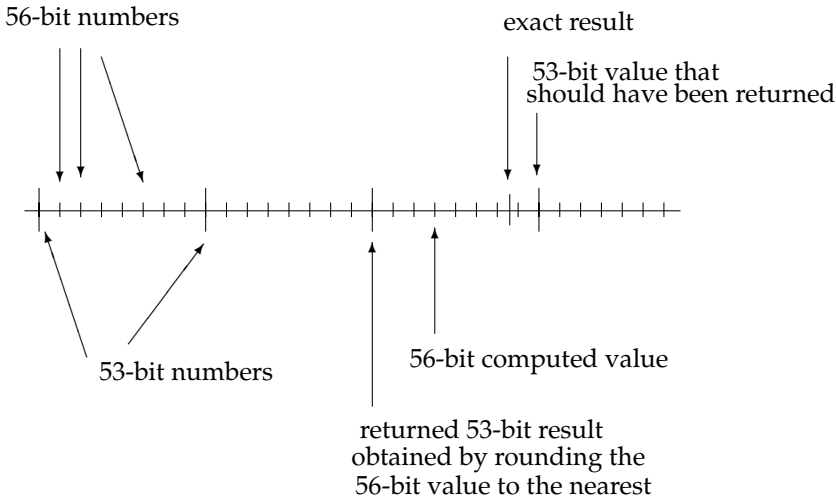 56-bit numbers
exact result
53-bit value that
should have been returned
53-bit numbers
56-bit computed value
returned 53-bit result
obtained by rounding the
56-bit value to the nearest